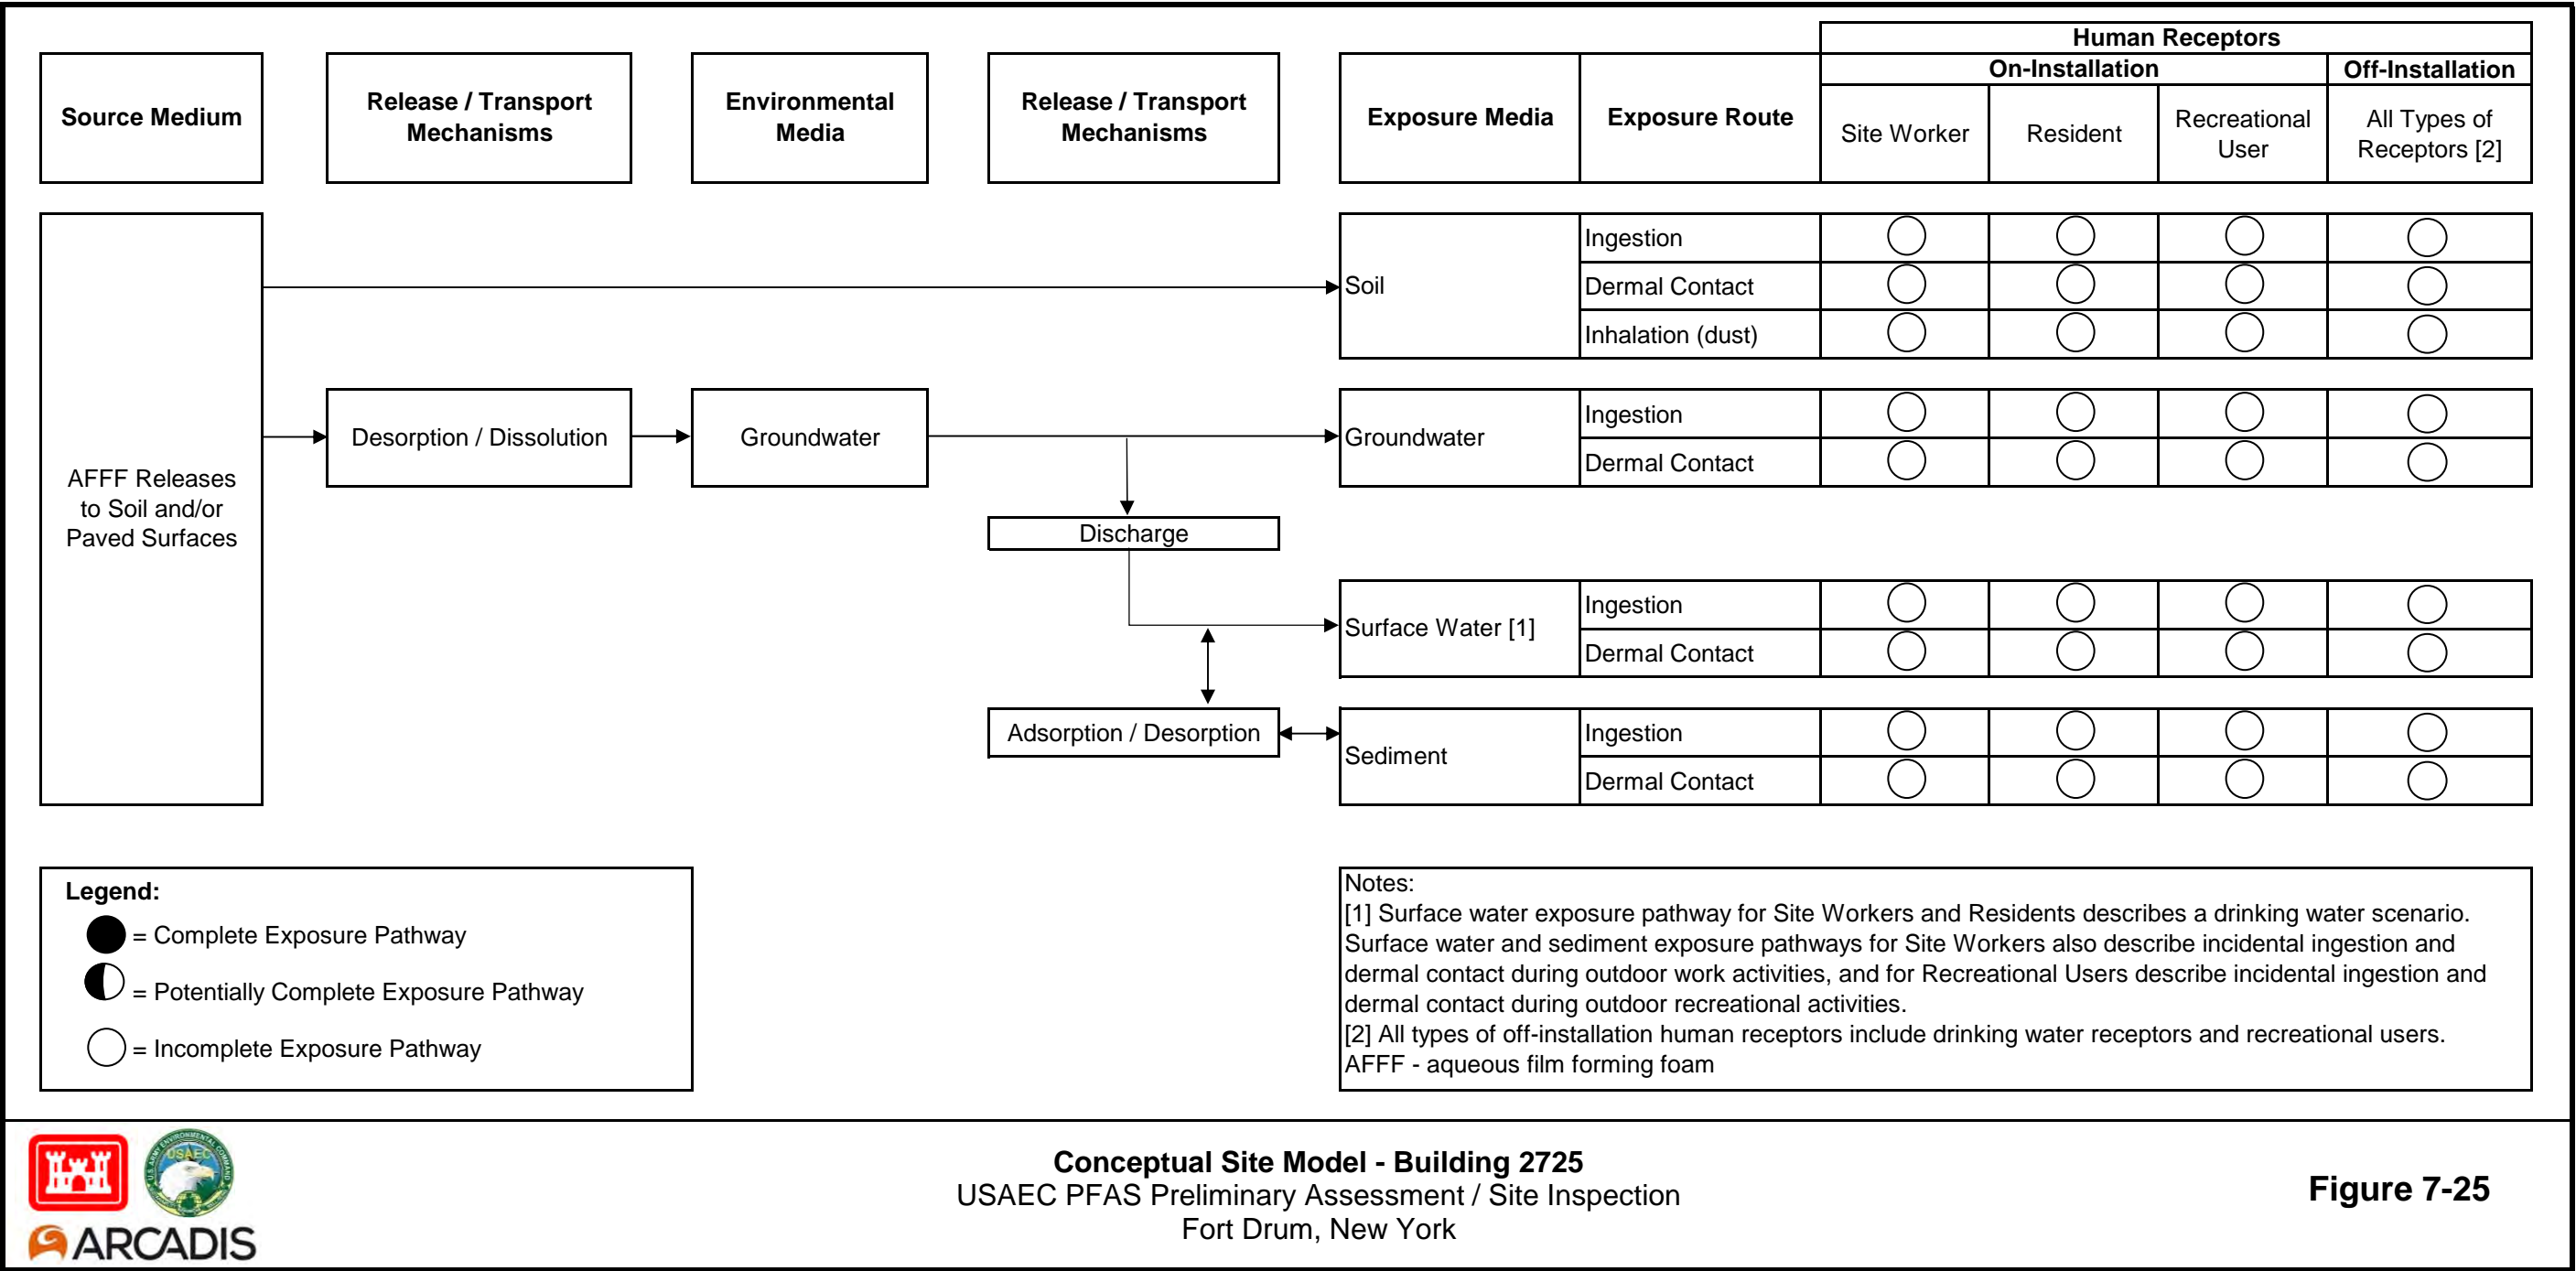 Human Receptors
On-Installation
Off-Installation
Source Medium
Release / Transport
Mechanisms
Environmental
Media
Release / Transport
Mechanisms
Exposure Media
Exposure Route
Site Worker
Resident
Recreational
User
All Types of
Receptors [2]
AFFF Releases
to Soil and/or
Paved Surfaces
Soil
Ingestion
Dermal Contact
Inhalation (dust)
Desorption / Dissolution
Groundwater
Groundwater
Ingestion
Dermal Contact
Discharge
Surface Water [1]
Ingestion
Dermal Contact
Adsorption / Desorption
Sediment
Ingestion
Dermal Contact
Legend:
= Complete Exposure Pathway
= Potentially Complete Exposure Pathway
= Incomplete Exposure Pathway
Notes:
[1] Surface water exposure pathway for Site Workers and Residents describes a drinking water scenario.
Surface water and sediment exposure pathways for Site Workers also describe incidental ingestion and
dermal contact during outdoor work activities, and for Recreational Users describe incidental ingestion and
dermal contact during outdoor recreational activities.
[2] All types of off-installation human receptors include drinking water receptors and recreational users.
AFFF - aqueous film forming foam
U.S. ARMY ENVIRONMENTAL COMMAND
USAEC
ARCADIS
Conceptual Site Model - Building 2725
USAEC PFAS Preliminary Assessment / Site Inspection
Fort Drum, New York
Figure 7-25